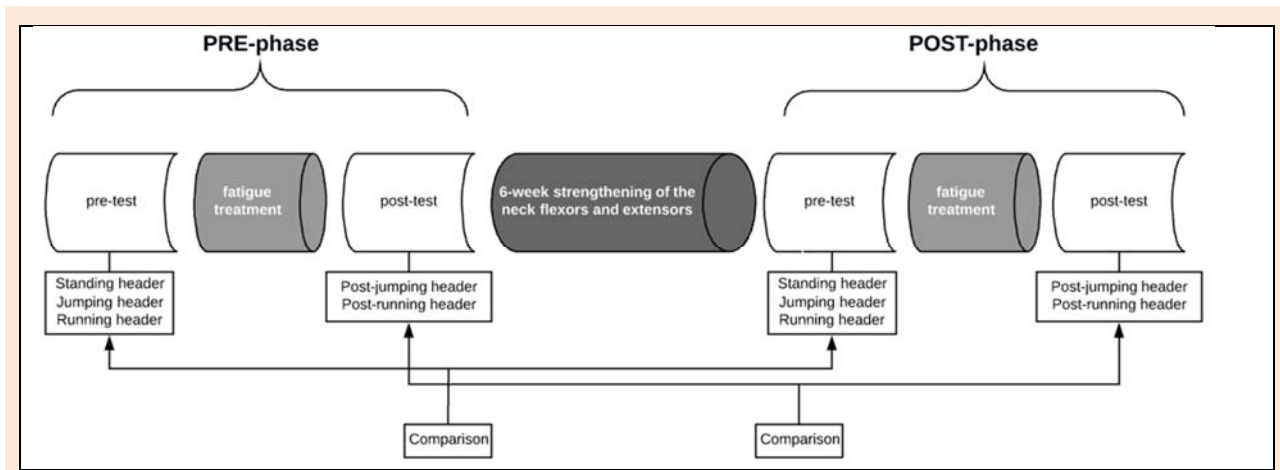 PRE-phase
POST-phase
pre-test
fatigue
treatment
post-test
6-week strengthening of the
neck flexors and extensors
pre-test
fatigue
treatment
post-test
Standing header
Jumping header
Running header
Post-jumping header
Post-running header
Standing header
Jumping header
Running header
Post-jumping header
Post-running header
Comparison
Comparison